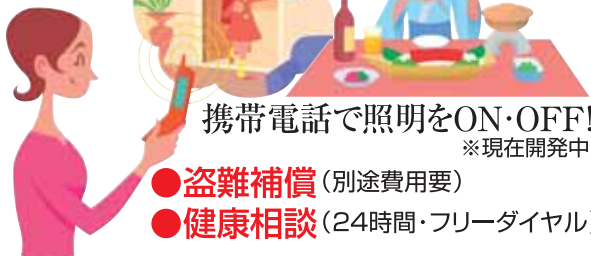 携帯電話で照明をON・OFF!
※現在開発中
●盗難補償(別途費用要)
●健康相談(24時間・フリーダイヤル)